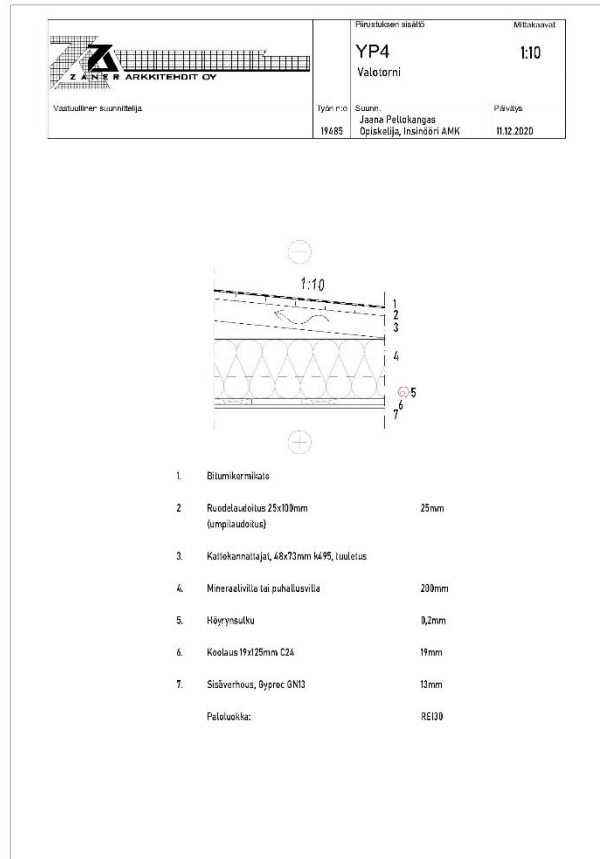 ZANER ARKKITEHDIT OY
Vastuullinen suunnittelija
Piirustuksen sisältö
Mittakaavat
YP4
1:10
Valotorni
Työn n:o
Suunn.
Päiväys
Jaana Peltokangas
19485
Opiskelija, Insinööri AMK
11.12.2020
1:10
1
2
3
4
5
6
7
1. Bitumikermikate
2 Ruodelaudoitus 25x100mm 25mm
(umpilaudoitus)
3. Kattokannattajat, 48x73mm k495, tuuletus
4. Mineraalivilla tai puhallusvilla 200mm
5. Höyrynsulku 0,2mm
6. Koolaus 19x125mm C24 19mm
7. Sisäverhous, Gyproc GN13 13mm
Paloluokka: REI30